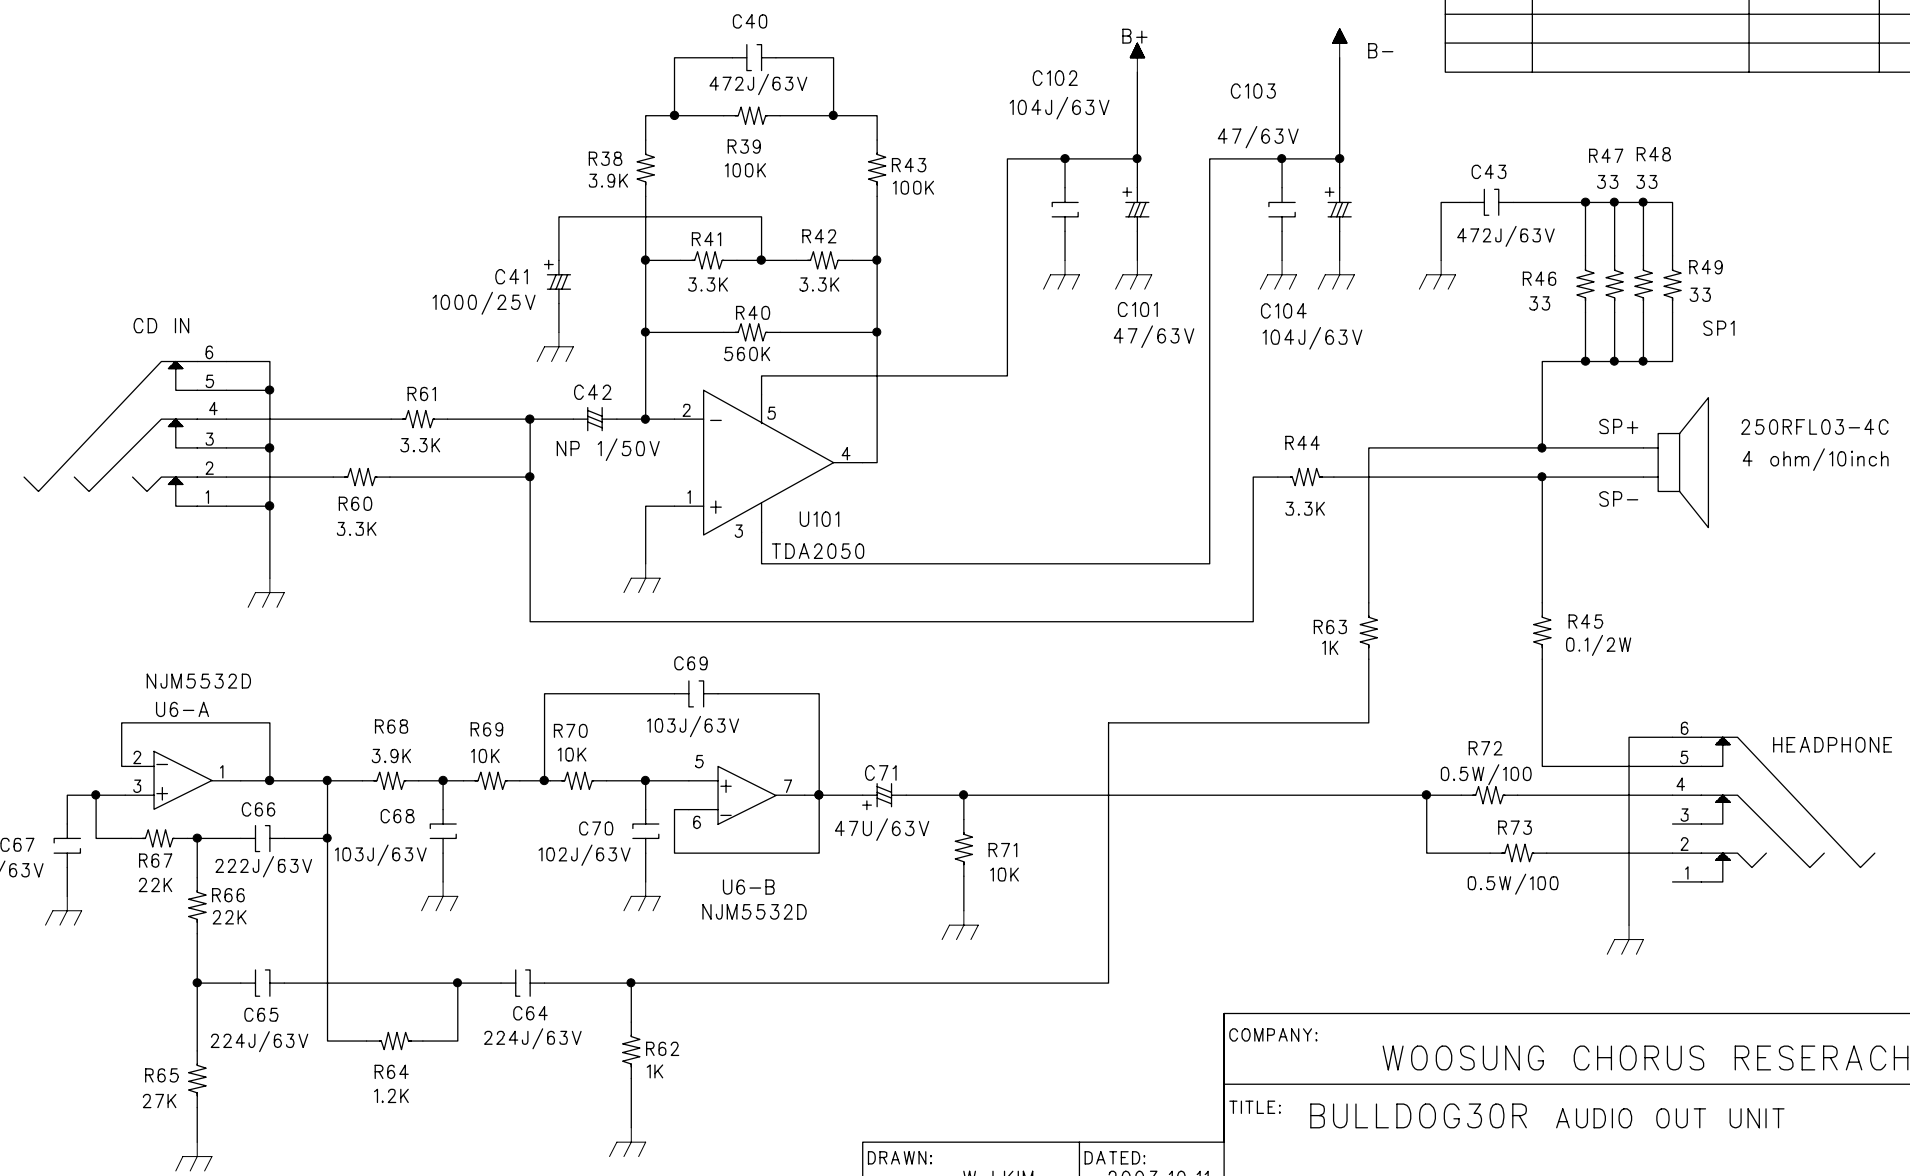 C40
472J/63V
R39
100K
R38
3.9K
R43
100K
B+
B-
C102
104J/63V
C103
47/63V
R47 R48
33 33
C43
472J/63V
R41
3.3K
R42
3.3K
+
C41
1000/25V
+
+
R46
33
R49
33
SP1
C101
47/63V
C104
104J/63V
R40
560K
CD IN
6
5
4
3
2
1
R61
3.3K
R60
3.3K
C42
NP 1/50V
2
-
5
4
1
+
3
U101
TDA2050
R44
3.3K
SP+
SP-
250RFL03-4C
4 ohm/10inch
R63
1K
R45
0.1/2W
NJM5532D
U6-A
2
-
3
+
1
C69
103J/63V
R68
3.9K
R69
10K
R70
10K
5
+
6
-
7
C71
+
47U/63V
R72
0.5W/100
R73
0.5W/100
6
5
4
3
2
1
HEADPHONE
C67
/63V
R67
22K
C66
222J/63V
C68
103J/63V
C70
102J/63V
R71
10K
R66
22K
U6-B
NJM5532D
C65
224J/63V
C64
224J/63V
R65
27K
R64
1.2K
R62
1K
COMPANY:
WOOSUNG CHORUS RESERACH
TITLE: BULLDOG30R AUDIO OUT UNIT
DRAWN:
W.J.KIM
DATED:
2003.10.11